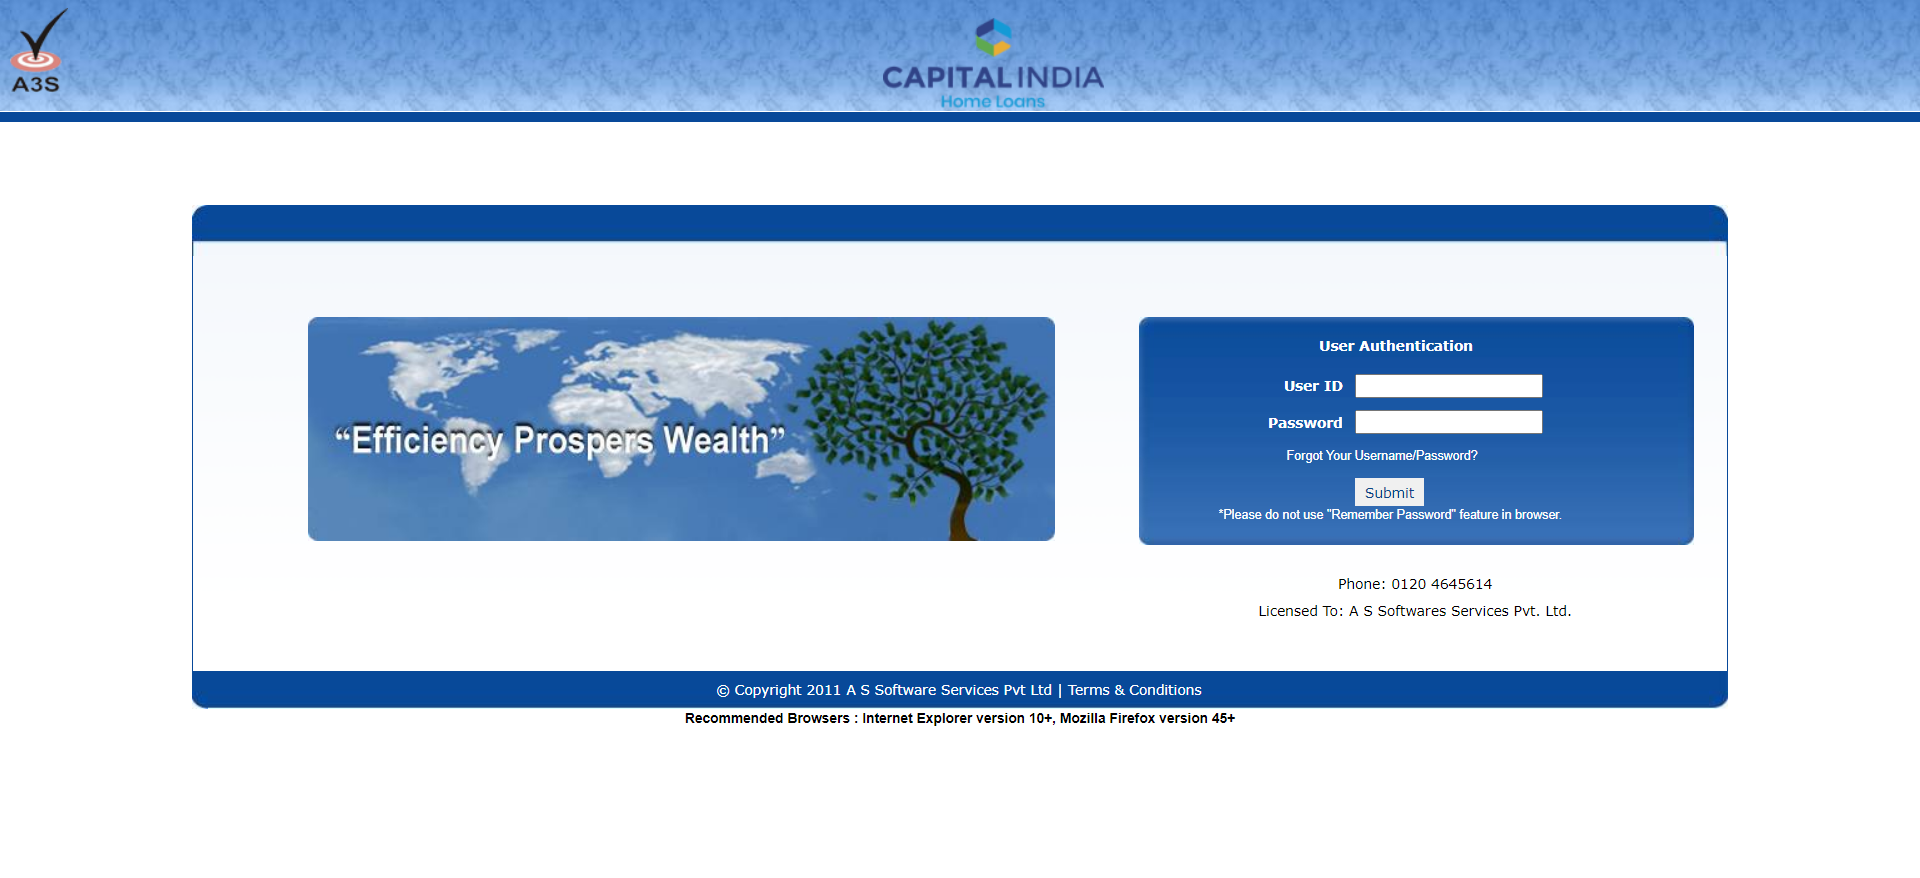 A3S
CAPITAL INDIA
Home Loans
“Efficiency Prospers Wealth”
User Authentication
User ID
Password
Forgot Your Username/Password?
Submit
*Please do not use "Remember Password" feature in browser.
Phone: 0120 4645614
Licensed To: A S Softwares Services Pvt. Ltd.
© Copyright 2011 A S Software Services Pvt Ltd | Terms & Conditions
Recommended Browsers : Internet Explorer version 10+, Mozilla Firefox version 45+